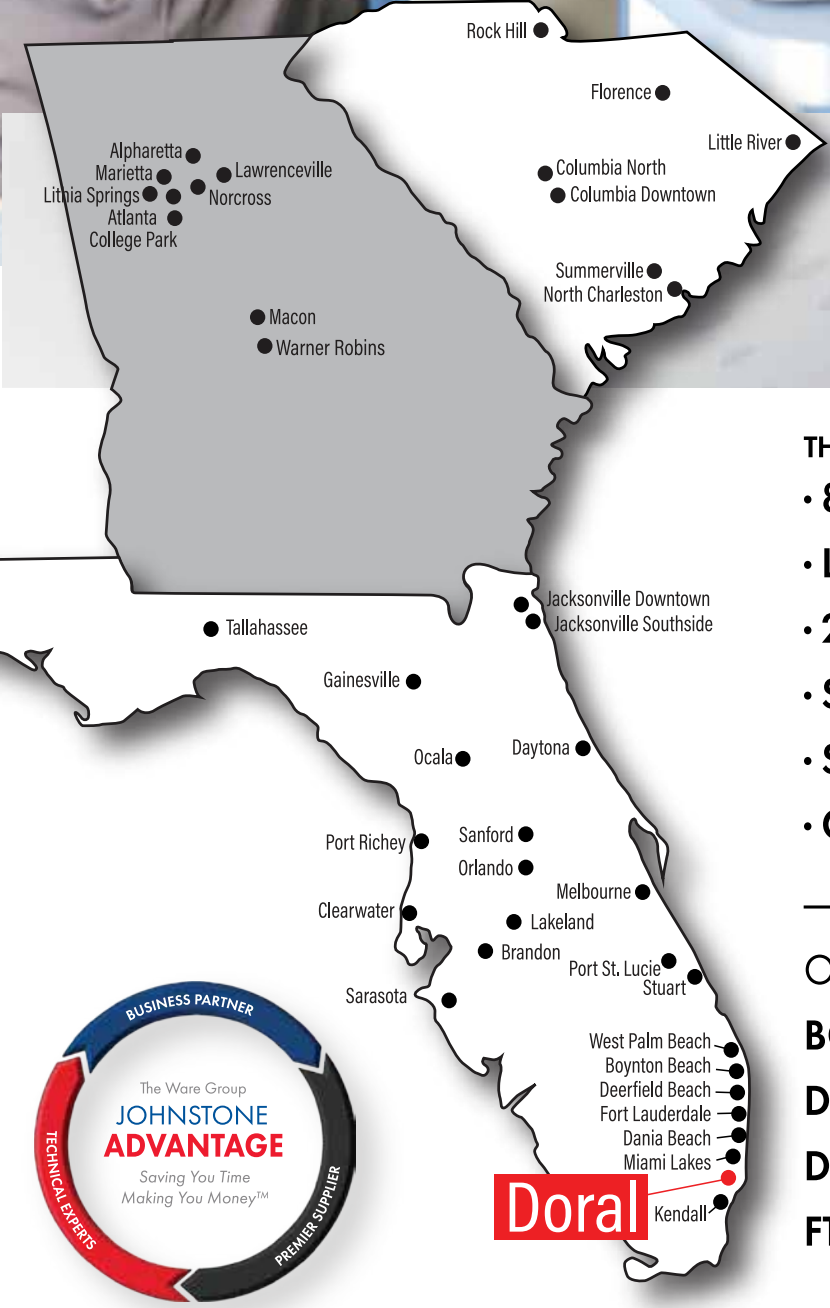 Rock Hill
Florence
Little River
Alpharetta
Marietta
Lawrenceville
Lithia Springs
Norcross
Atlanta
College Park
Columbia North
Columbia Downtown
Summerville
North Charleston
Macon
Warner Robins
Jacksonville Downtown
Jacksonville Southside
Tallahassee
Gainesville
Ocala
Daytona
Port Richey
Sanford
Orlando
Melbourne
Clearwater
Lakeland
Brandon
Port St. Lucie
Stuart
Sarasota
West Palm Beach
Boynton Beach
Deerfield Beach
Fort Lauderdale
Dania Beach
Miami Lakes
Doral
Kendall
BUSINESS PARTNER
The Ware Group
JOHNSTONE
ADVANTAGE
Saving You Time
Making You Money™
TECHNICAL EXPERTS
PREMIER SUPPLIER
TH
· 8
· L
· 2
· S
· S
D
D
FT